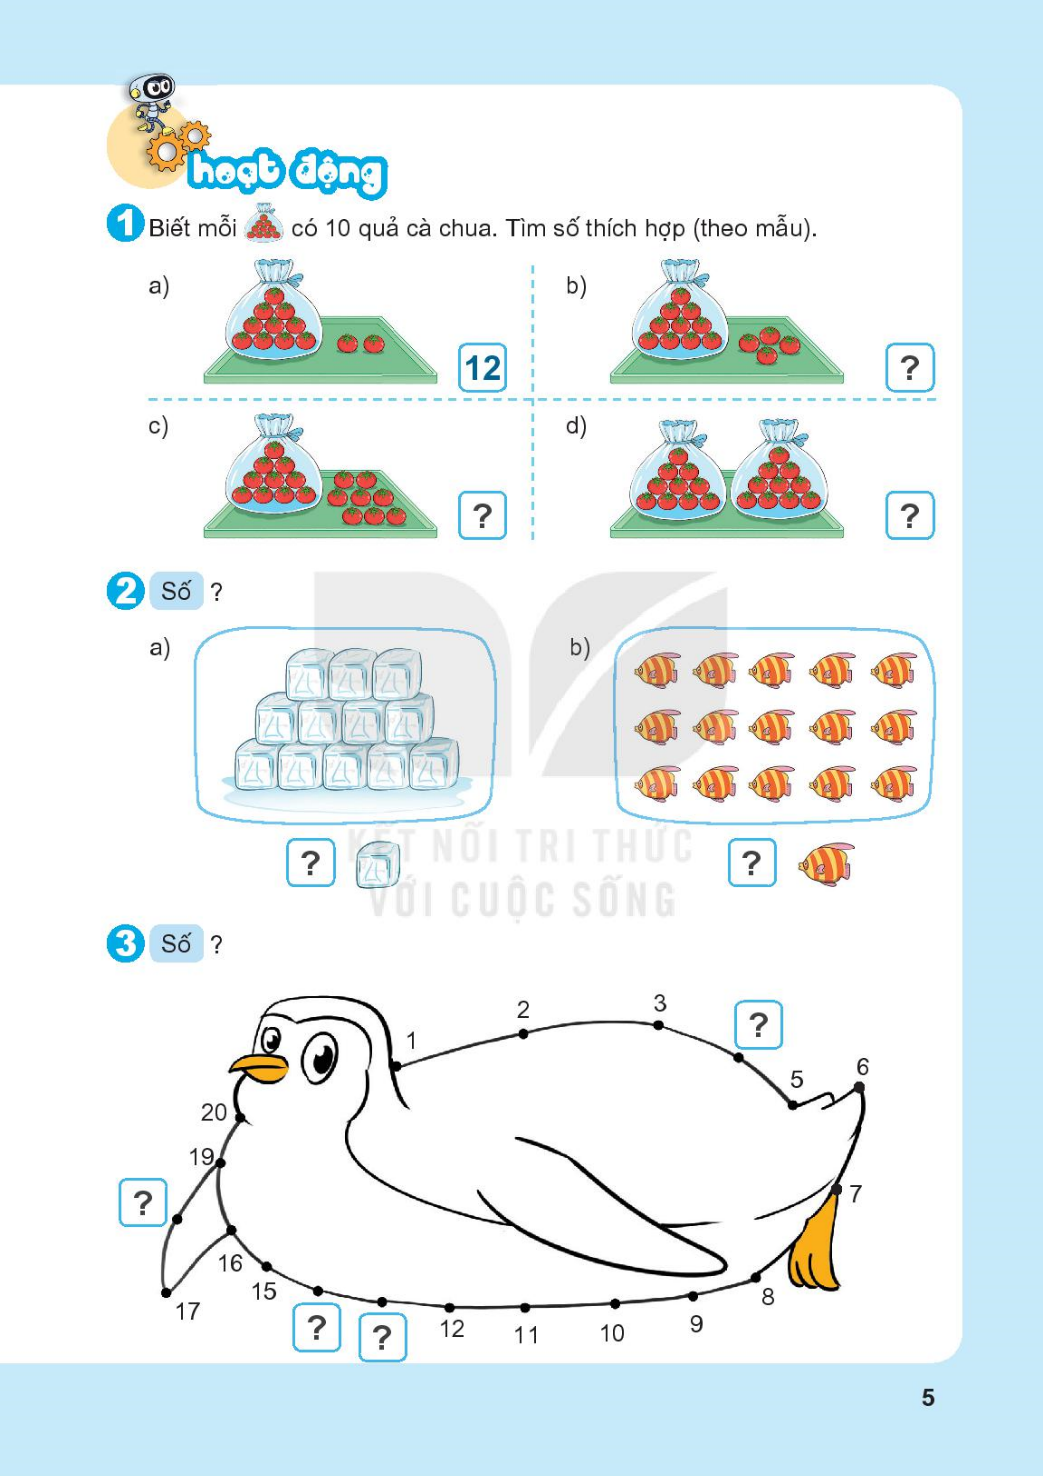 hoạt động
1 Biết mỗi có 10 quả cà chua. Tìm số thích hợp (theo mẫu).
a) b)
12 ?
c) d)
? ?
2 Số ?
a) b)
KẾT NỐI TRI THỨC
? ?
VỚI CUỘC SỐNG
3 Số ?
3
2 ?
1
6
5
20
19
7
?
16
15 8
17
? ? 12 11 10 9
5